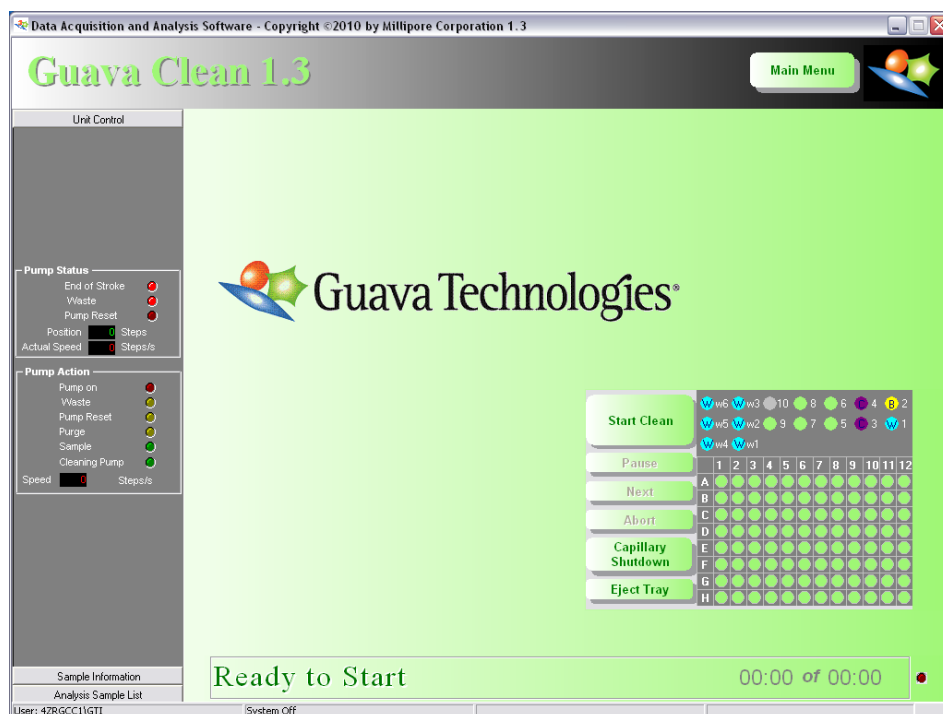 Data Acquisition and Analysis Software - Copyright ©2010 by Millipore Corporation 1.3
Guava Clean 1.3
Main Menu
Unit Control
Pump Status
End of Stroke
Waste
Pump Reset
Position 0 Steps
Actual Speed 0 Steps/s
Pump Action
Pump on
Waste
Pump Reset
Purge
Sample
Cleaning Pump
Speed 0 Steps/s
Guava Technologies®
Start Clean
Pause
Next
Abort
Capillary
Shutdown
Eject Tray
W w6 W w3 10 8 6 C 4 B 2
W w5 W w2 9 7 5 C 3 W 1
W w4 W w1
1 2 3 4 5 6 7 8 9 10 11 12
A
B
C
D
E
F
G
H
Ready to Start
00:00 of 00:00
Sample Information
Analysis Sample List
User: 4ZRGCC1\GTI System Off